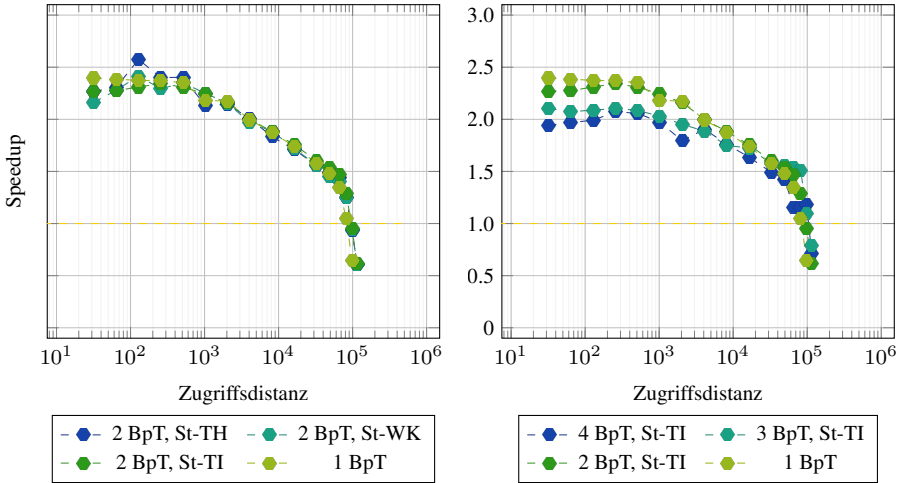 3.0
2.5
2.0
1.5
1.0
0.5
0
Speedup
10^1 10^2 10^3 10^4 10^5 10^6
10^1 10^2 10^3 10^4 10^5 10^6
Zugriffsdistanz
Zugriffsdistanz
2 BpT, St-TH 2 BpT, St-WK
2 BpT, St-TI 1 BpT
4 BpT, St-TI 3 BpT, St-TI
2 BpT, St-TI 1 BpT